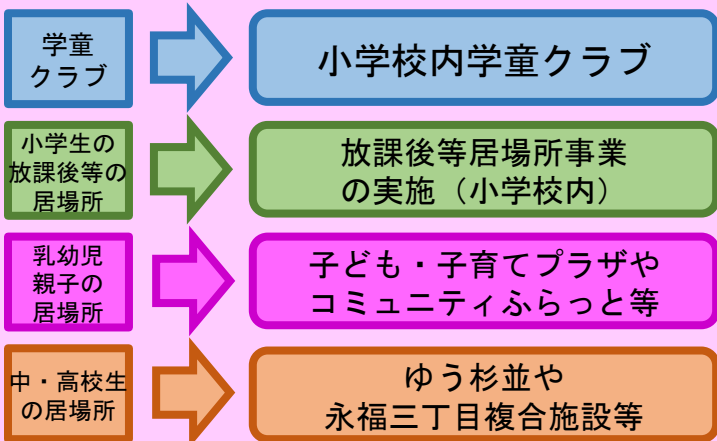 学童
クラブ
小学校内学童クラブ
小学生の
放課後等の
居場所
放課後等居場所事業
の実施（小学校内）
乳幼児
親子の
居場所
子ども・子育てプラザや
コミュニティふらっと等
中・高校生
の居場所
ゆう杉並や
永福三丁目複合施設等